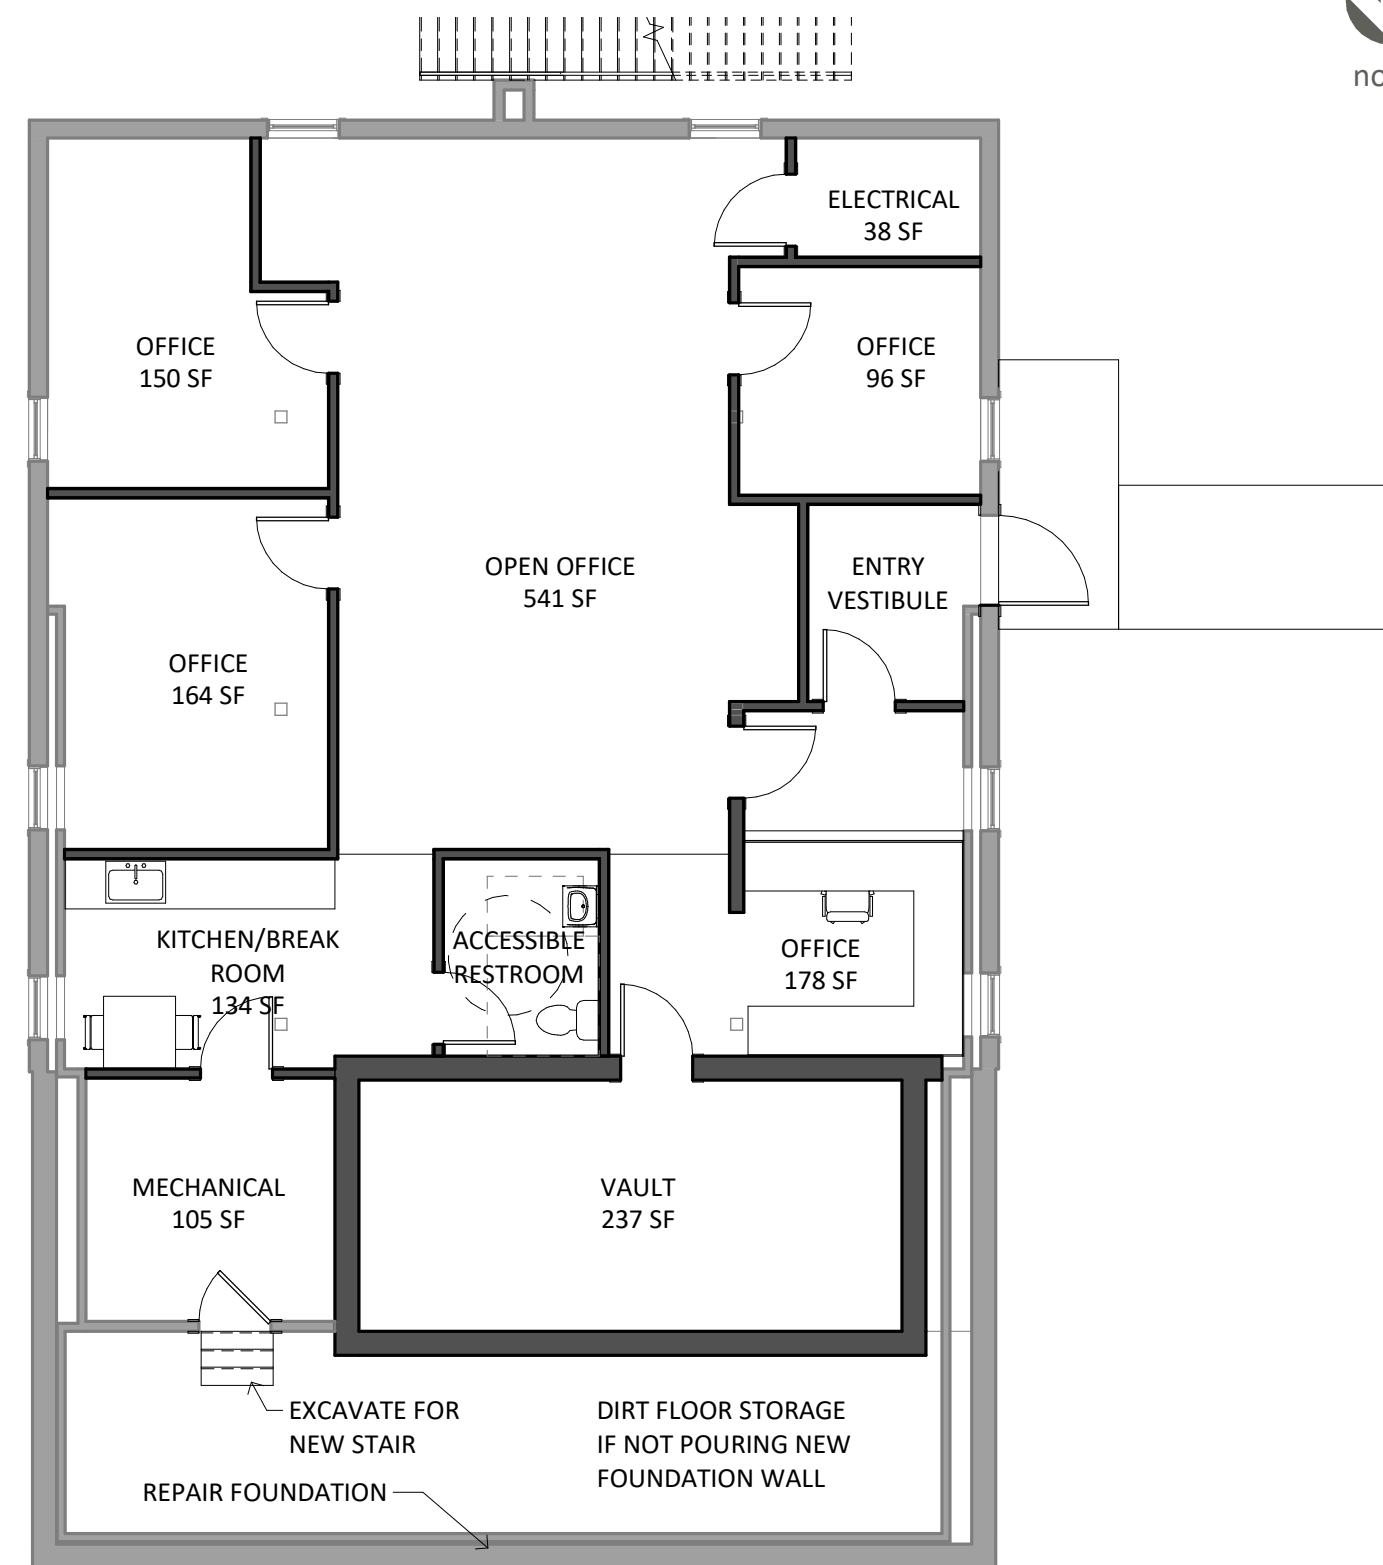 no
ELECTRICAL
38 SF
OFFICE
150 SF
OFFICE
96 SF
OPEN OFFICE
541 SF
ENTRY
VESTIBULE
OFFICE
164 SF
KITCHEN/BREAK
ROOM
134 SF
ACCESSIBLE
RESTROOM
OFFICE
178 SF
MECHANICAL
105 SF
VAULT
237 SF
EXCAVATE FOR
NEW STAIR
DIRT FLOOR STORAGE
IF NOT POURING NEW
FOUNDATION WALL
REPAIR FOUNDATION